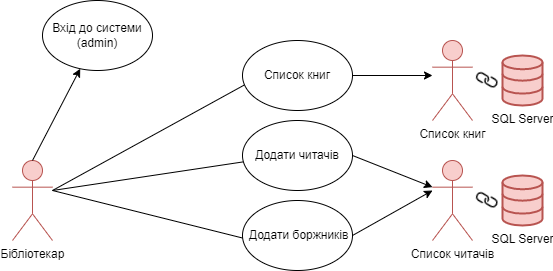 Вхід до системи
(admin)
Список книг
Список книг
SQL Server
Додати читачів
Додати боржників
Бібліотекар
Список читачів
SQL Server